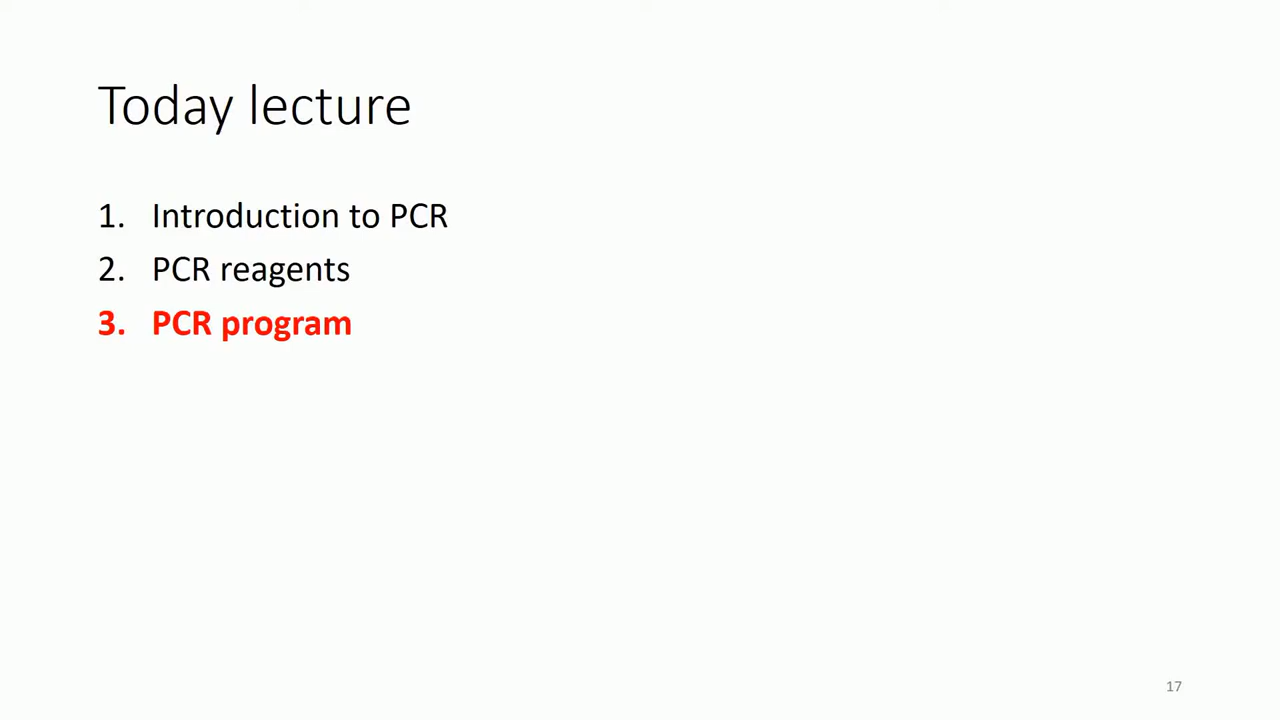 Today lecture
1. Introduction to PCR
2. PCR reagents
3. PCR program
17